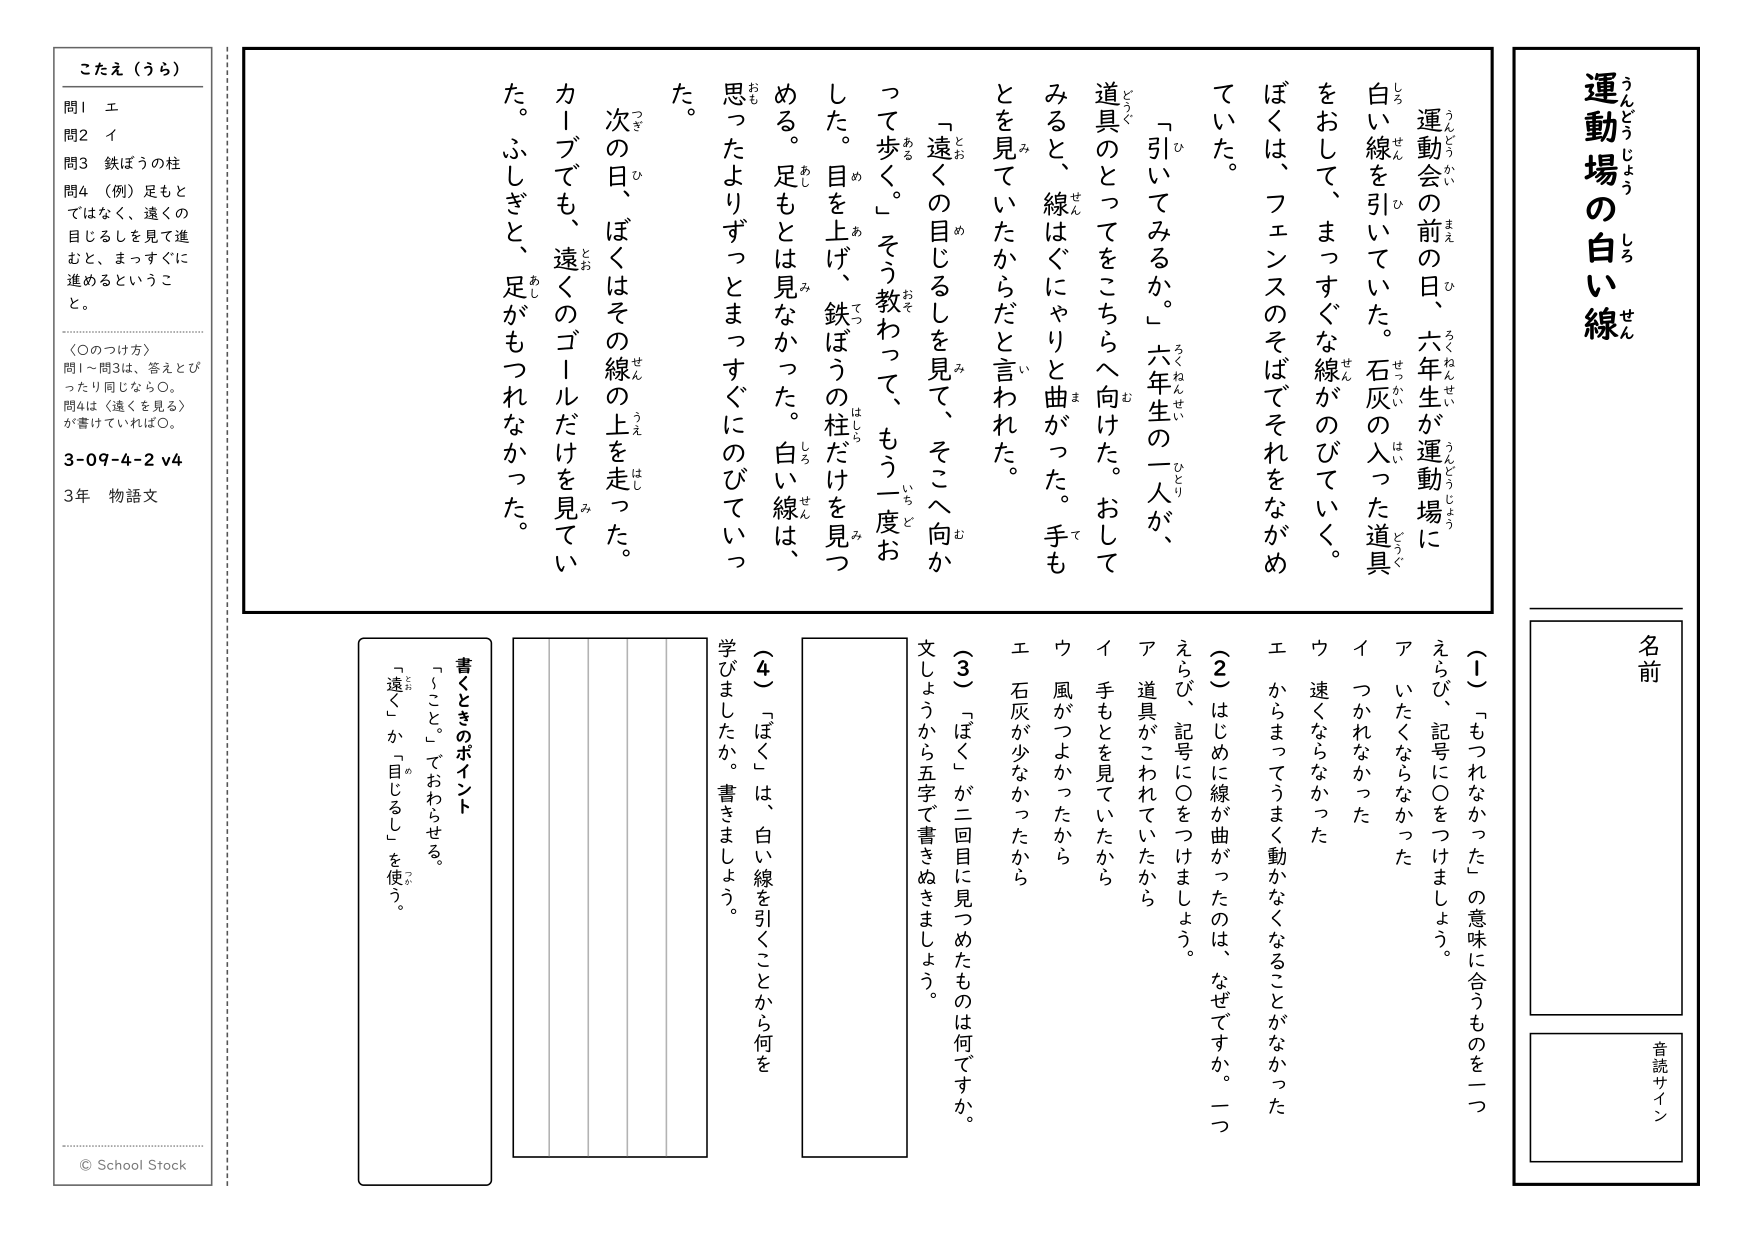 運動場の白い線
うんどうじょう しろ せん
名前
音読サイン
運動会の前の日、六年生が運動場に
白い線を引いていた。石灰の入った道具
をおして、まっすぐな線がのびていく。
ぼくは、フェンスのそばでそれをながめ
ていた。
「引いてみるか。」六年生の一人が、
道具のとってをこちらへ向けた。おして
みると、線はぐにゃりと曲がった。手も
とを見ていたからだと言われた。
「遠くの目じるしを見て、そこへ向か
って歩く。」そう教わって、もう一度お
した。目を上げ、鉄ぼうの柱だけを見つ
める。足もとは見なかった。白い線は、
思ったよりずっとまっすぐにのびていっ
た。
次の日、ぼくはその線の上を走った。
カーブでも、遠くのゴールだけを見てい
た。ふしぎと、足がもつれなかった。
(1)「もつれなかった」の意味に合うものを一つ
えらび、記号に〇をつけましょう。
ア いたくならなかった
イ つかれなかった
ウ 速くならなかった
エ からまってうまく動かなくなることがなかった
(2) はじめに線が曲がったのは、なぜですか。一つ
えらび、記号に〇をつけましょう。
ア 道具がこわれていたから
イ 手もとを見ていたから
ウ 風がつよかったから
エ 石灰が少なかったから
(3)「ぼく」が二回目に見つめたものは何ですか。
文しょうから五字で書きぬきましょう。
(4)「ぼく」は、白い線を引くことから何を
学びましたか。書きましょう。
書くときのポイント
「〜こと。」でおわらせる。
「遠く」か「目じるし」を使う。
こたえ（うら）
問1 エ
問2 イ
問3 鉄ぼうの柱
問4 （例）足もと
ではなく、遠くの
目じるしを見て進
むと、まっすぐに
進めるというこ
と。
〈〇のつけ方〉
問1〜問3は、答えとぴ
ったり同じなら〇。
問4は〈遠くを見る〉
が書けていれば〇。
3-09-4-2 v4
3年 物語文
© School Stock